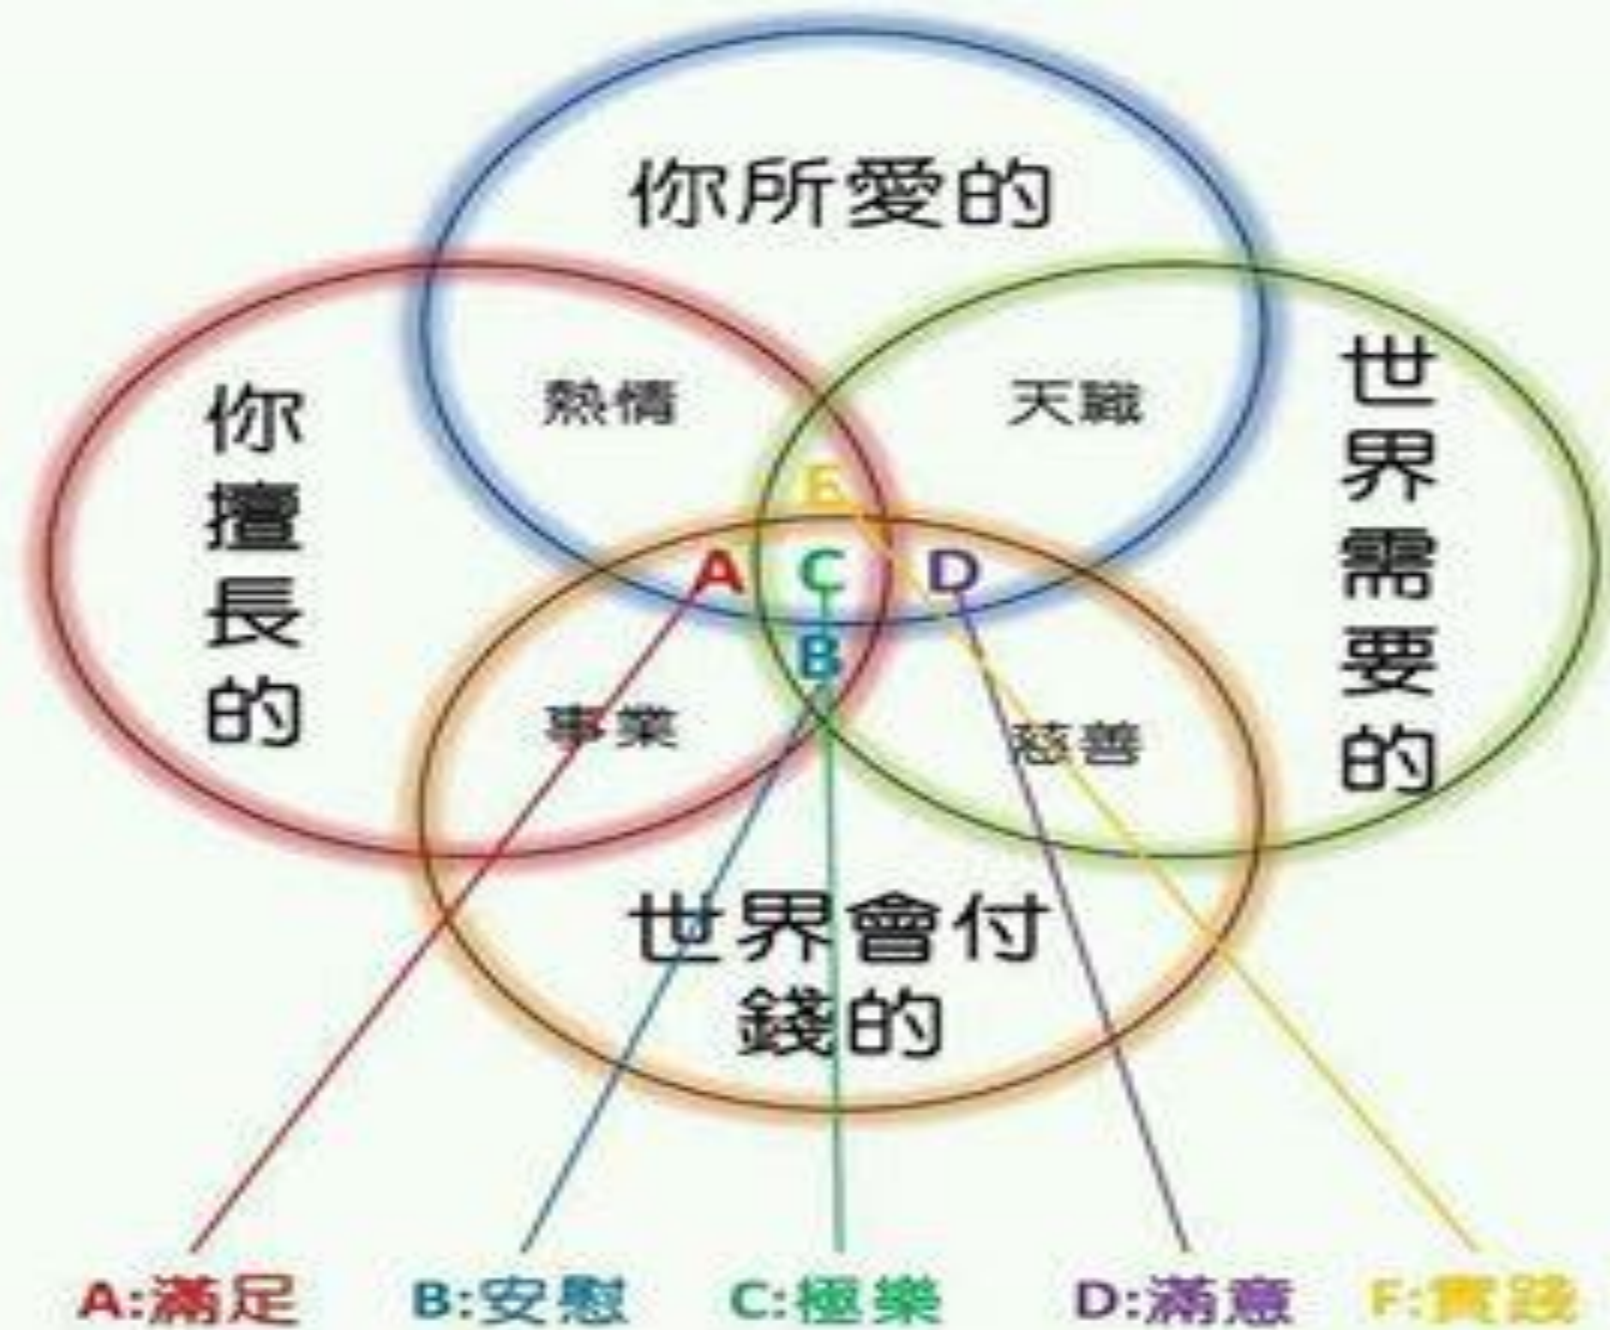 你所愛的
你擅長的
熱情
天職
世界需要的
E
A
C
D
B
事業
慈善
世界會付
錢的
A:滿足
B:安慰
C:極樂
D:滿意
F:實踐